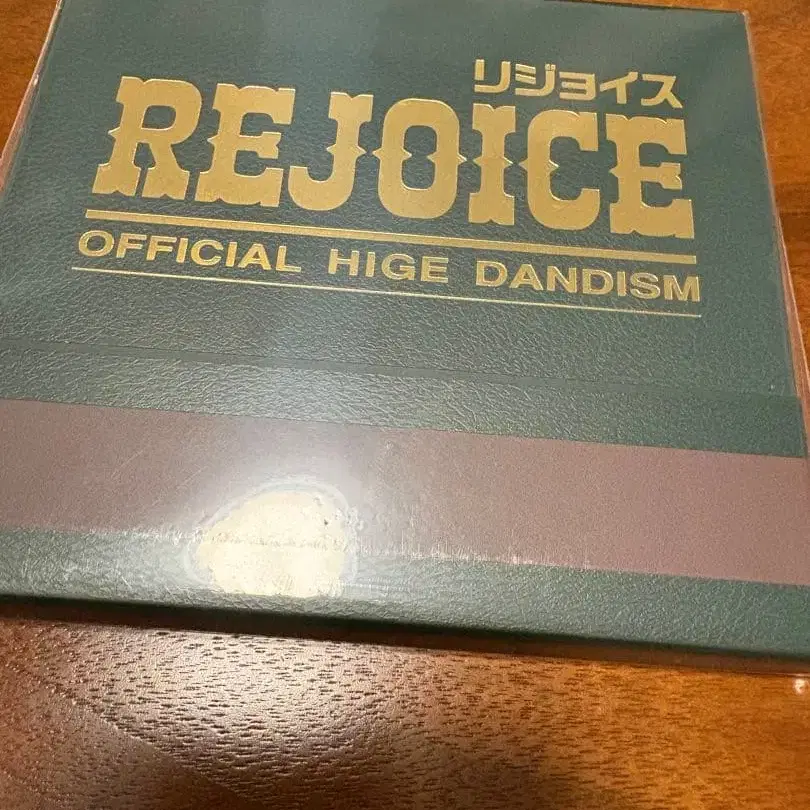 リジョイス
REJOICE
OFFICIAL HIGE DANDISM